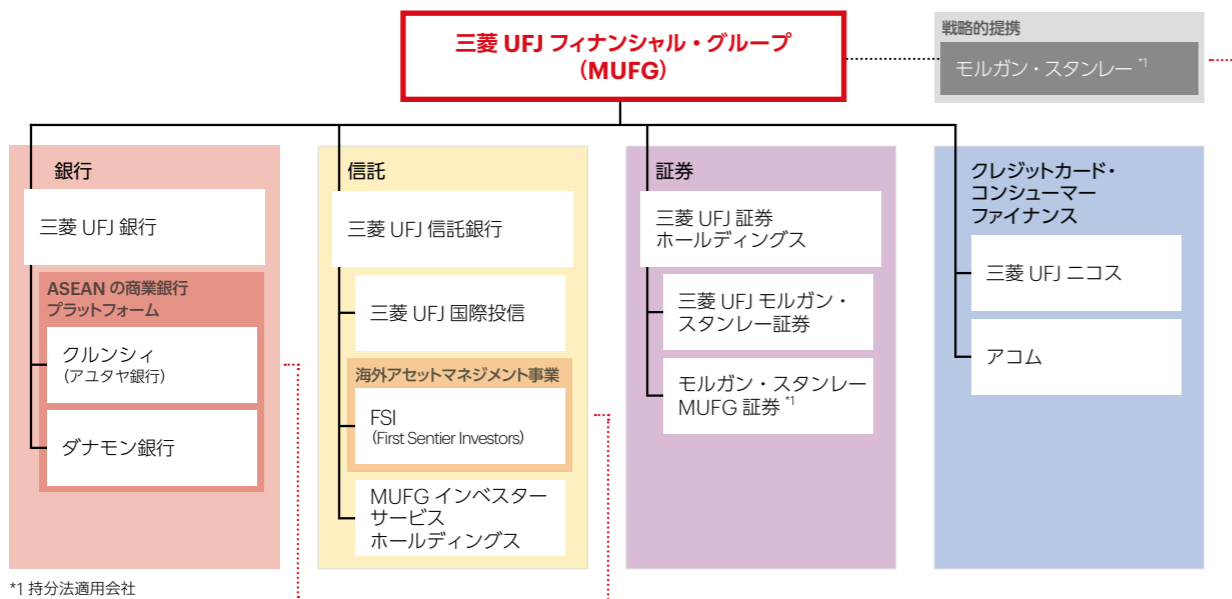 三菱 UFJ フィナンシャル・グループ
(MUFG)
戦略的提携
モルガン・スタンレー *1
銀行
三菱 UFJ 銀行
ASEAN の商業銀行
プラットフォーム
クルンシィ
(アユタヤ銀行)
ダナモン銀行
信託
三菱 UFJ 信託銀行
三菱 UFJ 国際投信
海外アセットマネジメント事業
FSI
(First Sentier Investors)
MUFG インベスター
サービス
ホールディングス
証券
三菱 UFJ 証券
ホールディングス
三菱 UFJ モルガン・
スタンレー証券
モルガン・スタンレー
MUFG 証券 *1
クレジットカード・
コンシューマー
ファイナンス
三菱 UFJ ニコス
アコム
*1 持分法適用会社